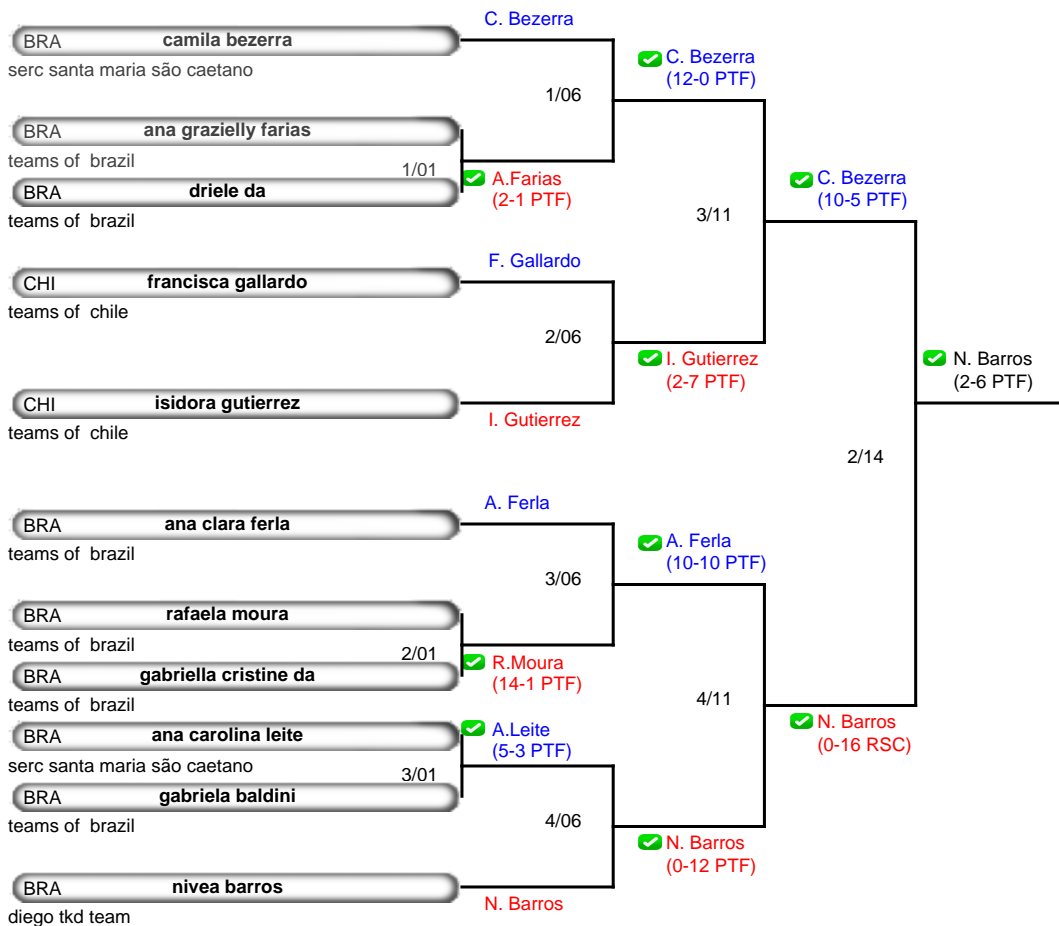 C. Bezerra
BRA camila bezerra
serc santa maria são caetano
C. Bezerra
(12-0 PTF)
1/06
BRA ana grazielly farias
teams of brazil
1/01
BRA driele da
teams of brazil
A.Farias
(2-1 PTF)
C. Bezerra
(10-5 PTF)
3/11
F. Gallardo
CHI francisca gallardo
teams of chile
2/06
I. Gutierrez
(2-7 PTF)
N. Barros
(2-6 PTF)
CHI isidora gutierrez
teams of chile
I. Gutierrez
2/14
A. Ferla
BRA ana clara ferla
teams of brazil
A. Ferla
(10-10 PTF)
3/06
BRA rafaela moura
teams of brazil
2/01
BRA gabriella cristine da
teams of brazil
R.Moura
(14-1 PTF)
4/11
BRA ana carolina leite
serc santa maria são caetano
A.Leite
(5-3 PTF)
N. Barros
(0-16 RSC)
3/01
BRA gabriela baldini
teams of brazil
4/06
N. Barros
(0-12 PTF)
BRA nivea barros
diego tkd team
N. Barros